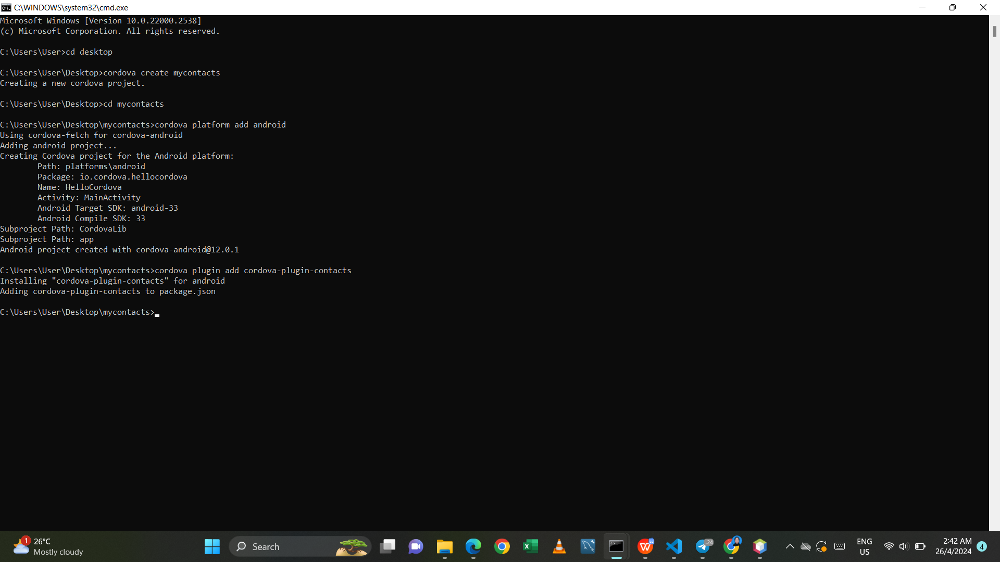 C:\WINDOWS\system32\cmd.exe
Microsoft Windows [Version 10.0.22000.2538]
(c) Microsoft Corporation. All rights reserved.
C:\Users\User>cd desktop
C:\Users\User\Desktop>cordova create mycontacts
Creating a new cordova project.
C:\Users\User\Desktop>cd mycontacts
C:\Users\User\Desktop\mycontacts>cordova platform add android
Using cordova-fetch for cordova-android
Adding android project...
Creating Cordova project for the Android platform:
Path: platforms\android
Package: io.cordova.hellocordova
Name: HelloCordova
Activity: MainActivity
Android Target SDK: android-33
Android Compile SDK: 33
Subproject Path: CordovaLib
Subproject Path: app
Android project created with cordova-android@12.0.1
C:\Users\User\Desktop\mycontacts>cordova plugin add cordova-plugin-contacts
Installing "cordova-plugin-contacts" for android
Adding cordova-plugin-contacts to package.json
C:\Users\User\Desktop\mycontacts>
1
26°C
Mostly cloudy
Search
..24
ENG
US
2:42 AM
26/4/2024
4